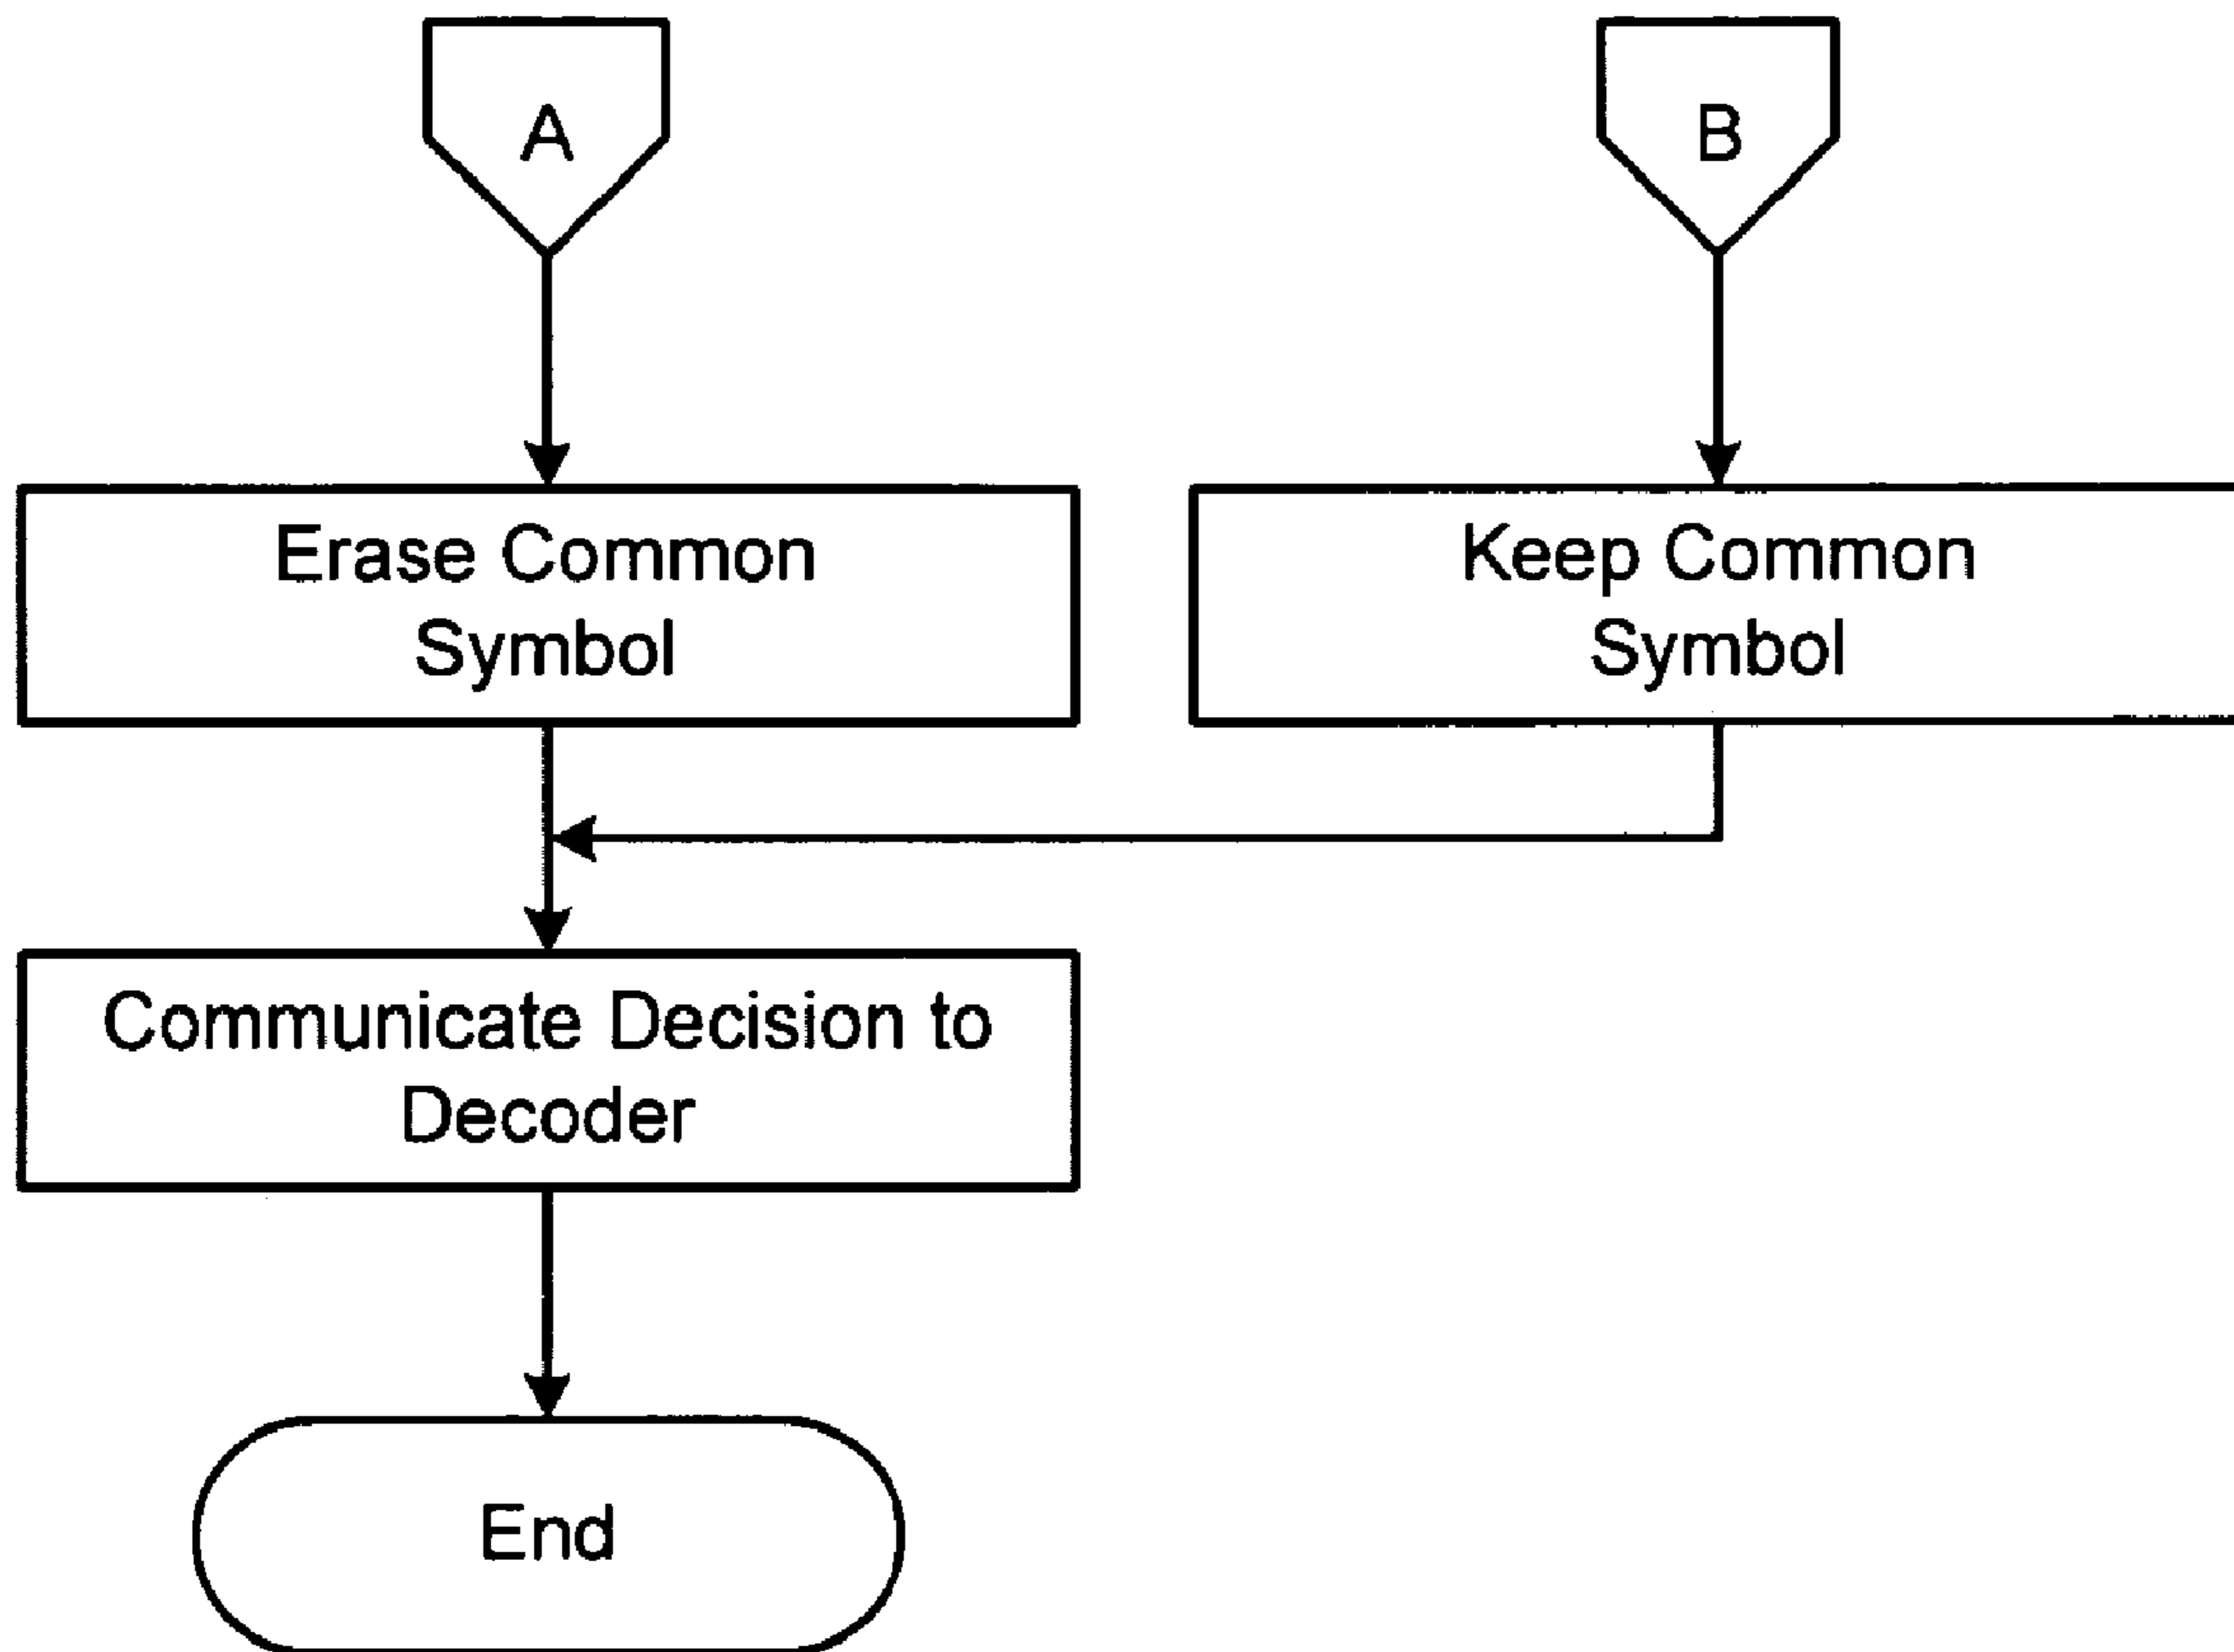 A
B
Erase Common
Symbol
Keep Common
Symbol
Communicate Decision to
Decoder
End